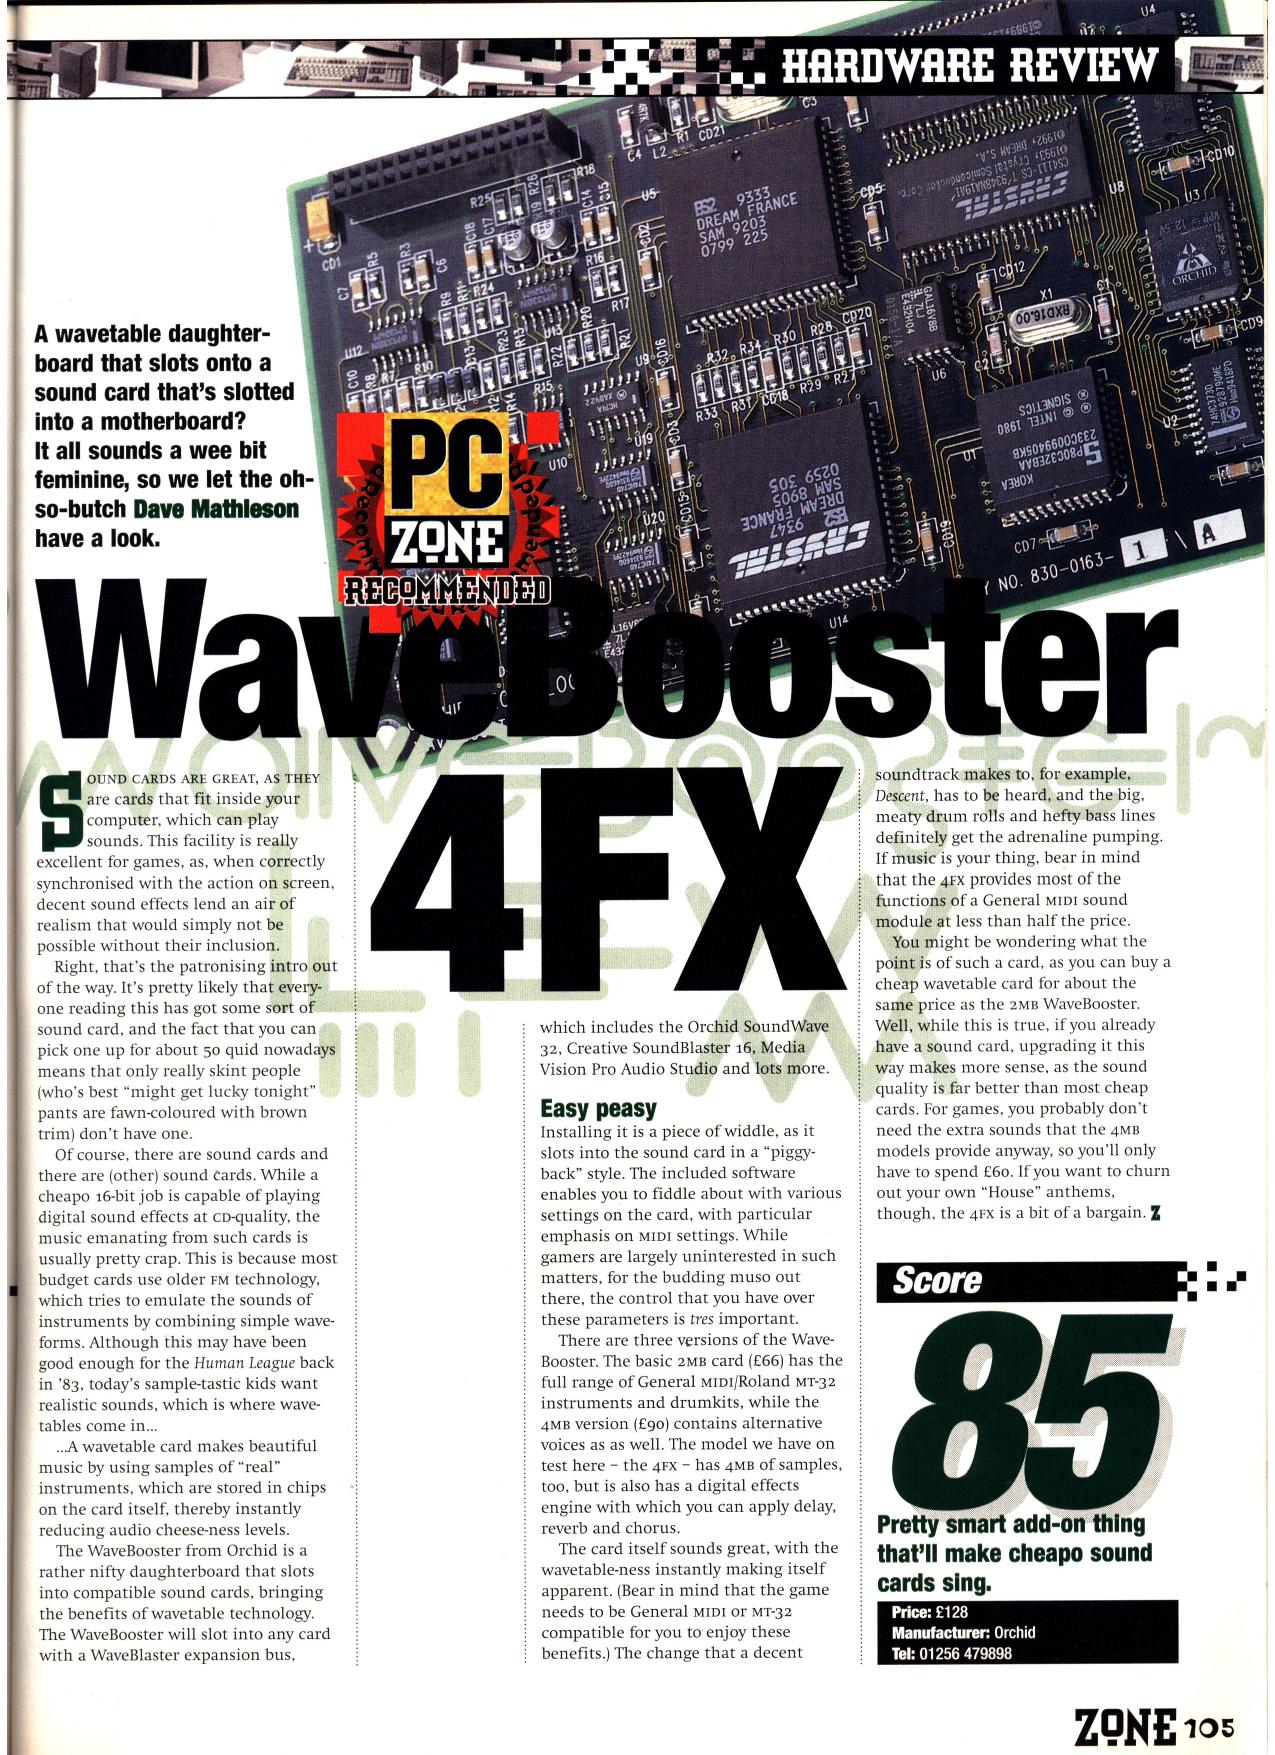 HARDWARE REVIEW
A wavetable daughter-
board that slots onto a
sound card that's slotted
into a motherboard?
It all sounds a wee bit
feminine, so we let the oh-
so-butch Dave Mathieson
have a look.
PC
ZONE
RECOMMENDED
9333
DREAM FRANCE
SAM 9203
0799 225
CRYSTAL
ORCHID
RXD16.00
KOREA
P80C32EBAA
233C009405KB
INTEL 1980
SIGNETICS
9347
DREAM FRANCE
SAM 8905
0259 305
CRYSTAL
NO. 830-0163- 1 \ A
WaveBooster
4FX
SOUND CARDS ARE GREAT, AS THEY
are cards that fit inside your
computer, which can play
sounds. This facility is really
excellent for games, as, when correctly
synchronised with the action on screen,
decent sound effects lend an air of
realism that would simply not be
possible without their inclusion.
Right, that's the patronising intro out
of the way. It's pretty likely that every-
one reading this has got some sort of
sound card, and the fact that you can
pick one up for about 50 quid nowadays
means that only really skint people
(who's best “might get lucky tonight”
pants are fawn-coloured with brown
trim) don't have one.
Of course, there are sound cards and
there are (other) sound cards. While a
cheapo 16-bit job is capable of playing
digital sound effects at CD-quality, the
music emanating from such cards is
usually pretty crap. This is because most
budget cards use older FM technology,
which tries to emulate the sounds of
instruments by combining simple wave-
forms. Although this may have been
good enough for the Human League back
in '83, today's sample-tastic kids want
realistic sounds, which is where wave-
tables come in...
...A wavetable card makes beautiful
music by using samples of “real”
instruments, which are stored in chips
on the card itself, thereby instantly
reducing audio cheese-ness levels.
The WaveBooster from Orchid is a
rather nifty daughterboard that slots
into compatible sound cards, bringing
the benefits of wavetable technology.
The WaveBooster will slot into any card
with a WaveBlaster expansion bus,
which includes the Orchid SoundWave
32, Creative SoundBlaster 16, Media
Vision Pro Audio Studio and lots more.
Easy peasy
Installing it is a piece of widdle, as it
slots into the sound card in a “piggy-
back” style. The included software
enables you to fiddle about with various
settings on the card, with particular
emphasis on MIDI settings. While
gamers are largely uninterested in such
matters, for the budding muso out
there, the control that you have over
these parameters is tres important.
There are three versions of the Wave-
Booster. The basic 2MB card (£66) has the
full range of General MIDI/Roland MT-32
instruments and drumkits, while the
4MB version (£90) contains alternative
voices as as well. The model we have on
test here – the 4FX – has 4MB of samples,
too, but is also has a digital effects
engine with which you can apply delay,
reverb and chorus.
The card itself sounds great, with the
wavetable-ness instantly making itself
apparent. (Bear in mind that the game
needs to be General MIDI or MT-32
compatible for you to enjoy these
benefits.) The change that a decent
soundtrack makes to, for example,
Descent, has to be heard, and the big,
meaty drum rolls and hefty bass lines
definitely get the adrenaline pumping.
If music is your thing, bear in mind
that the 4FX provides most of the
functions of a General MIDI sound
module at less than half the price.
You might be wondering what the
point is of such a card, as you can buy a
cheap wavetable card for about the
same price as the 2MB WaveBooster.
Well, while this is true, if you already
have a sound card, upgrading it this
way makes more sense, as the sound
quality is far better than most cheap
cards. For games, you probably don't
need the extra sounds that the 4MB
models provide anyway, so you'll only
have to spend £60. If you want to churn
out your own “House” anthems,
though, the 4FX is a bit of a bargain. Z
Score
85
Pretty smart add-on thing
that'll make cheapo sound
cards sing.
Price: £128
Manufacturer: Orchid
Tel: 01256 479898
ZONE 105